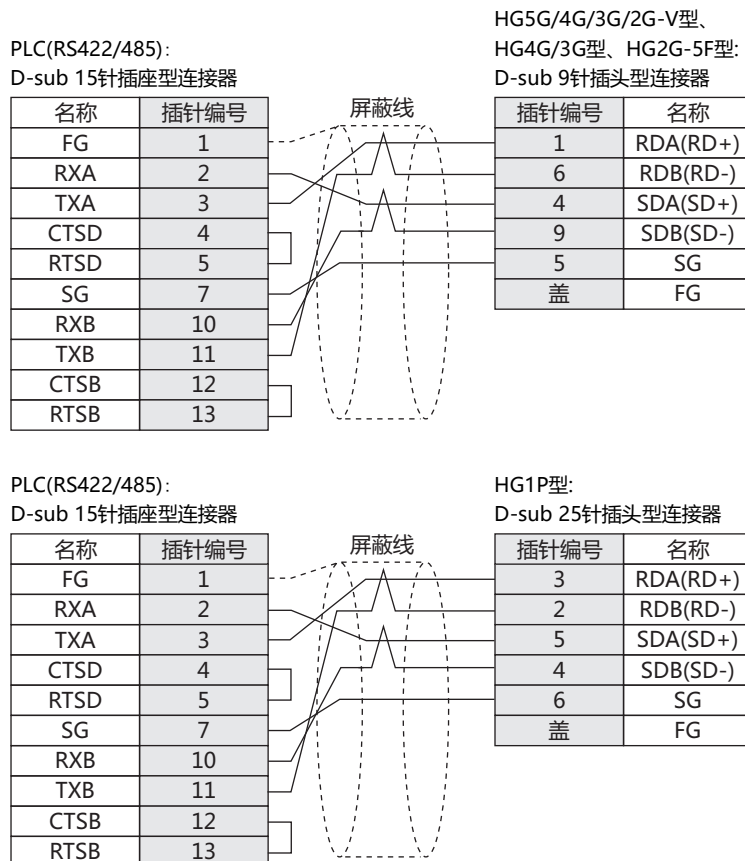 HG5G/4G/3G/2G-V型、
PLC(RS422/485):
HG4G/3G型、HG2G-5F型:
D-sub 15针插座型连接器
D-sub 9针插头型连接器
名称 插针编号 屏蔽线 插针编号 名称
FG 1 1 RDA(RD+)
RXA 2 6 RDB(RD-)
TXA 3 4 SDA(SD+)
CTSD 4 9 SDB(SD-)
RTSD 5 5 SG
SG 7 盖 FG
RXB 10
TXB 11
CTSB 12
RTSB 13
PLC(RS422/485):
HG1P型:
D-sub 15针插座型连接器
D-sub 25针插头型连接器
名称 插针编号 屏蔽线 插针编号 名称
FG 1 3 RDA(RD+)
RXA 2 2 RDB(RD-)
TXA 3 5 SDA(SD+)
CTSD 4 4 SDB(SD-)
RTSD 5 6 SG
SG 7 盖 FG
RXB 10
TXB 11
CTSB 12
RTSB 13